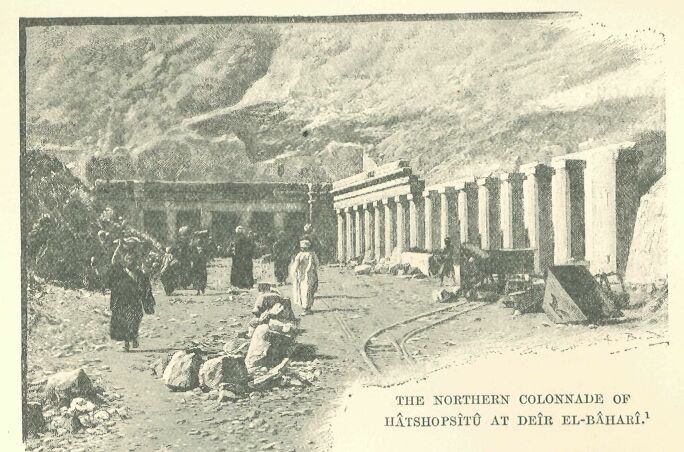 THE NORTHERN COLONNADE OF
HÂTSHOPSÎTÛ AT DEÎR EL-BÂHARÎ.¹